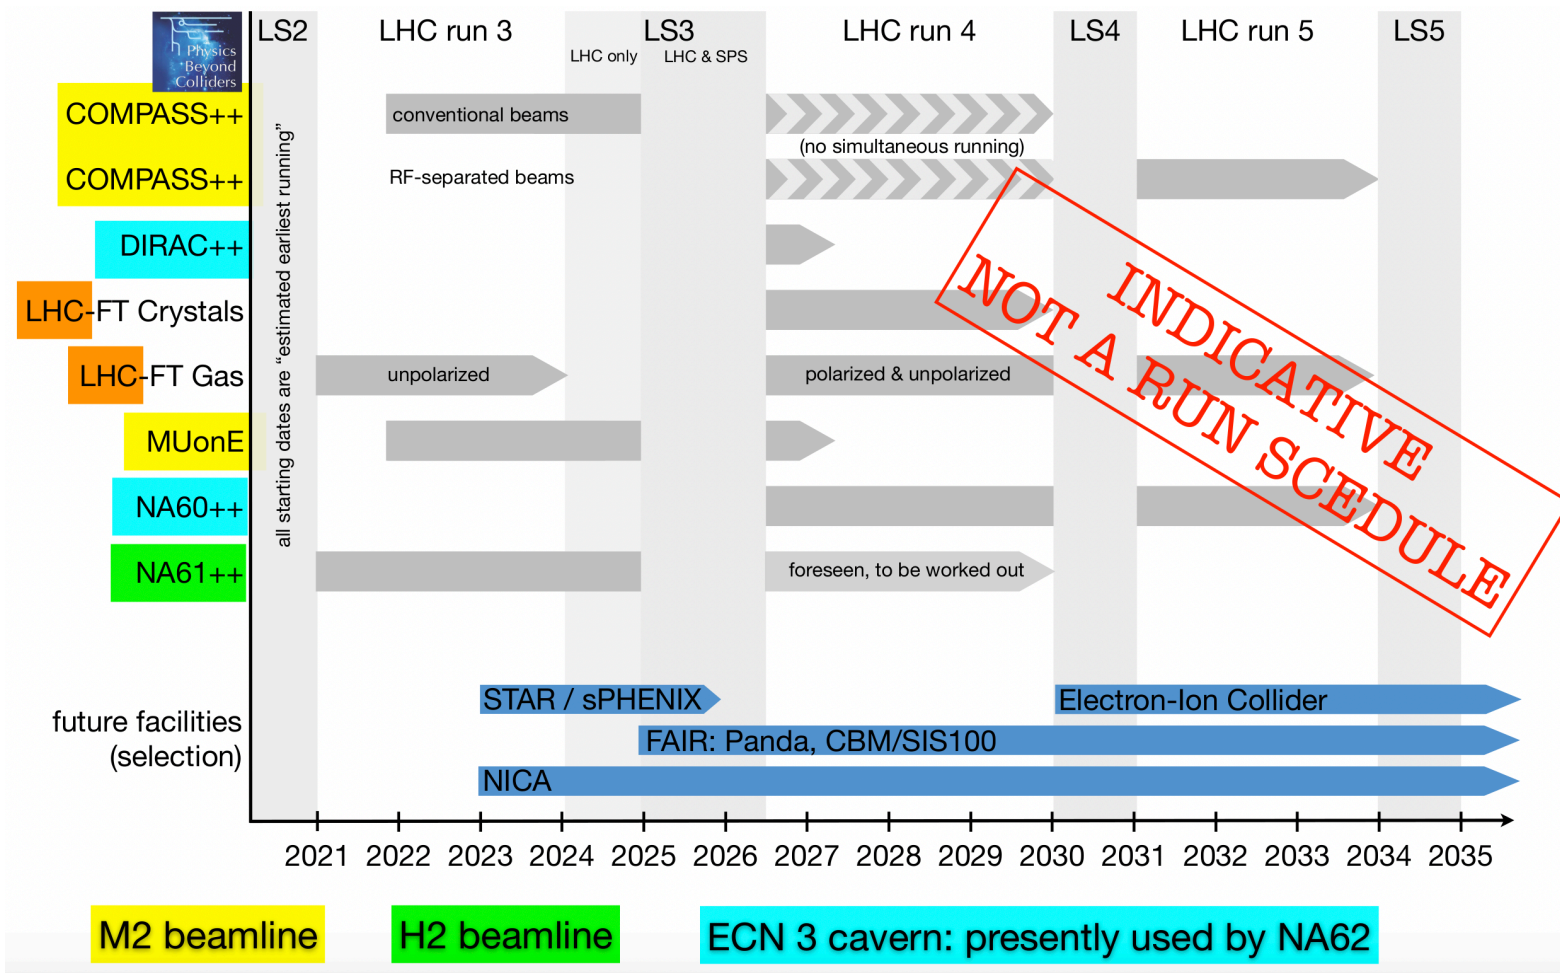 Physics
Beyond
Colliders
LS2
LHC run 3
LS3
LHC run 4
LS4
LHC run 5
LS5
LHC only
LHC & SPS
COMPASS++
conventional beams
(no simultaneous running)
COMPASS++
RF-separated beams
all starting dates are “estimated earliest running”
DIRAC++
LHC-FT Crystals
LHC-FT Gas
unpolarized
polarized & unpolarized
MUonE
NA60++
NA61++
foreseen, to be worked out
INDICATIVE
NOT A RUN SCEDULE
future facilities
(selection)
STAR / sPHENIX
Electron-Ion Collider
FAIR: Panda, CBM/SIS100
NICA
2021 2022 2023 2024 2025 2026 2027 2028 2029 2030 2031 2032 2033 2034 2035
M2 beamline
H2 beamline
ECN 3 cavern: presently used by NA62